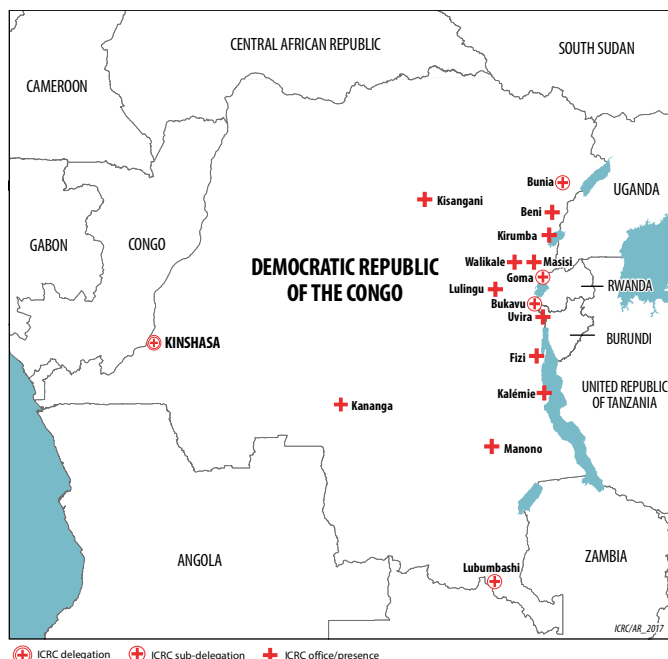 CENTRAL AFRICAN REPUBLIC
SOUTH SUDAN
CAMEROON
Bunia
UGANDA
Kisangani
Beni
Kirumba
GABON
CONGO
Walikale
Masisi
DEMOCRATIC REPUBLIC
OF THE CONGO
Goma
Lulingu
RWANDA
Bukavu
Uvira
KINSHASA
BURUNDI
Fizi
UNITED REPUBLIC
OF TANZANIA
Kalémie
Kananga
Manono
ANGOLA
ZAMBIA
Lubumbashi
ICRC/AR_2017
ICRC delegation
ICRC sub-delegation
ICRC office/presence